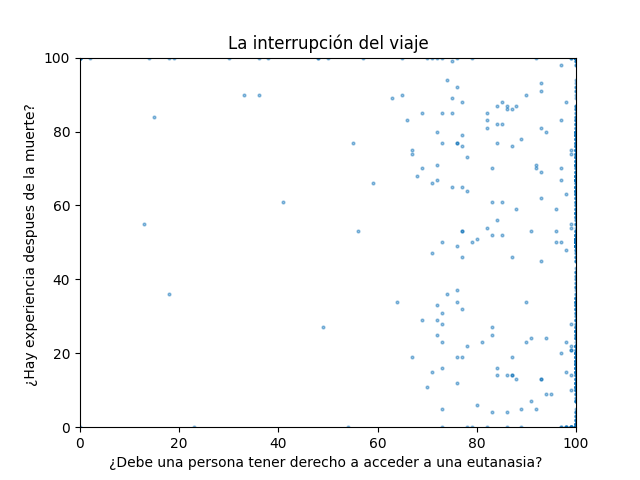 La interrupción del viaje
100
80
60
40
20
0
¿Hay experiencia despues de la muerte?
0 20 40 60 80 100
¿Debe una persona tener derecho a acceder a una eutanasia?